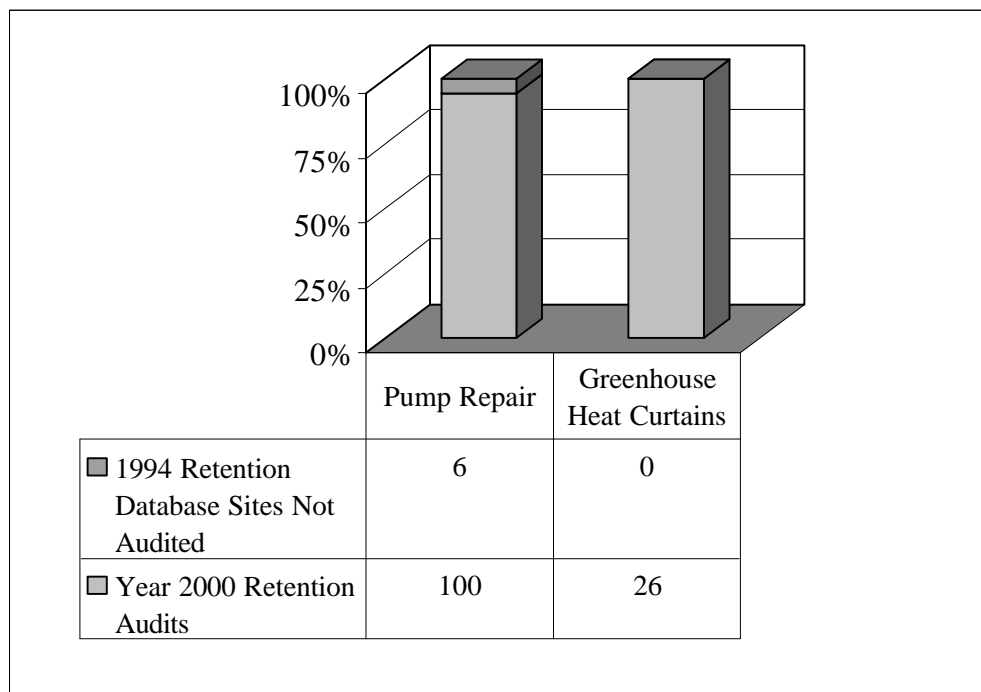 100%
75%
50%
25%
0%
Pump Repair
Greenhouse
Heat Curtains
1994 Retention
Database Sites Not
Audited
6
0
Year 2000 Retention
Audits
100
26